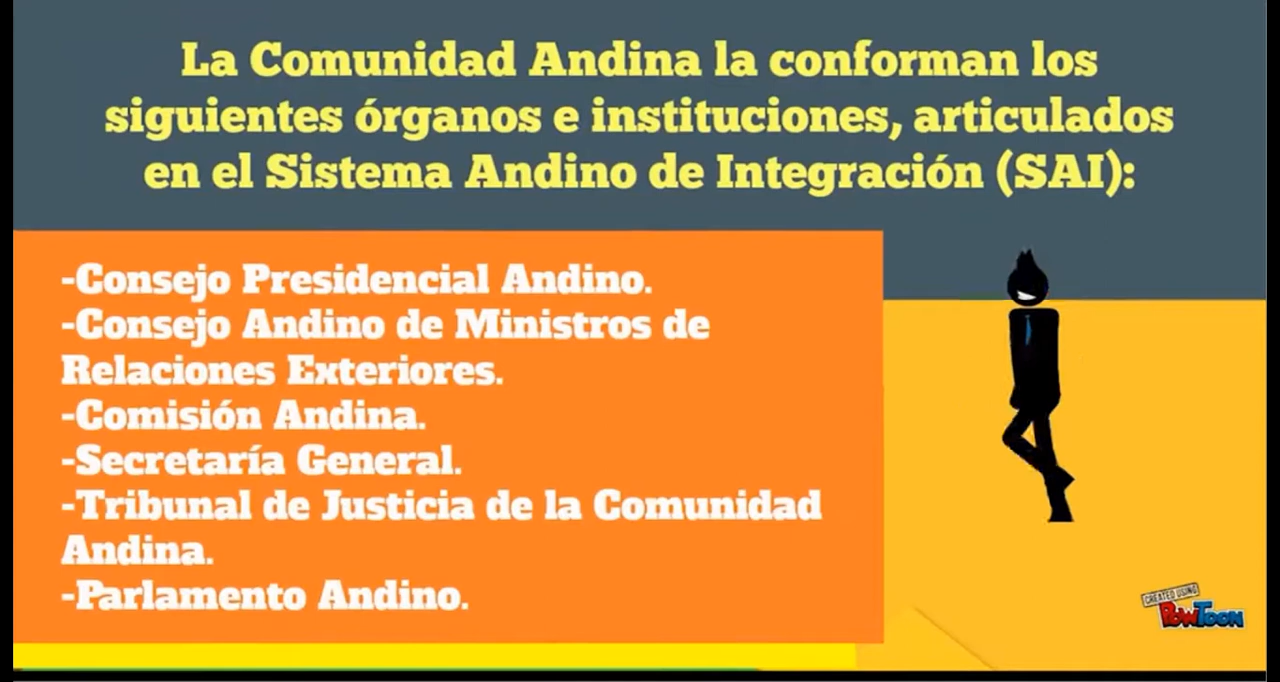 La Comunidad Andina la conforman los
siguientes órganos e instituciones, articulados
en el Sistema Andino de Integración (SAI):
-Consejo Presidencial Andino.
-Consejo Andino de Ministros de
Relaciones Exteriores.
-Comisión Andina.
-Secretaría General.
-Tribunal de Justicia de la Comunidad
Andina.
-Parlamento Andino.
CREATED USING
POWTOON